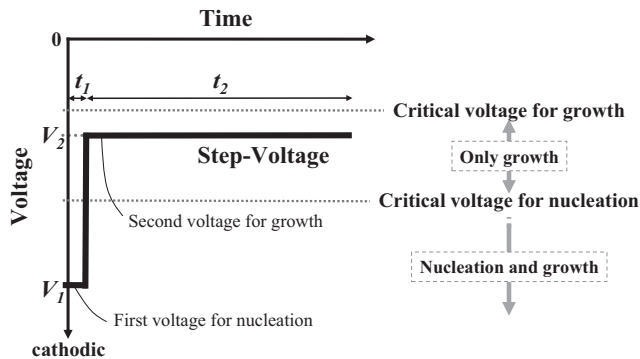 Time
0
t1
t2
Critical voltage for growth
V2
Step-Voltage
Only growth
Voltage
Critical voltage for nucleation
Second voltage for growth
Nucleation and growth
V1
First voltage for nucleation
cathodic